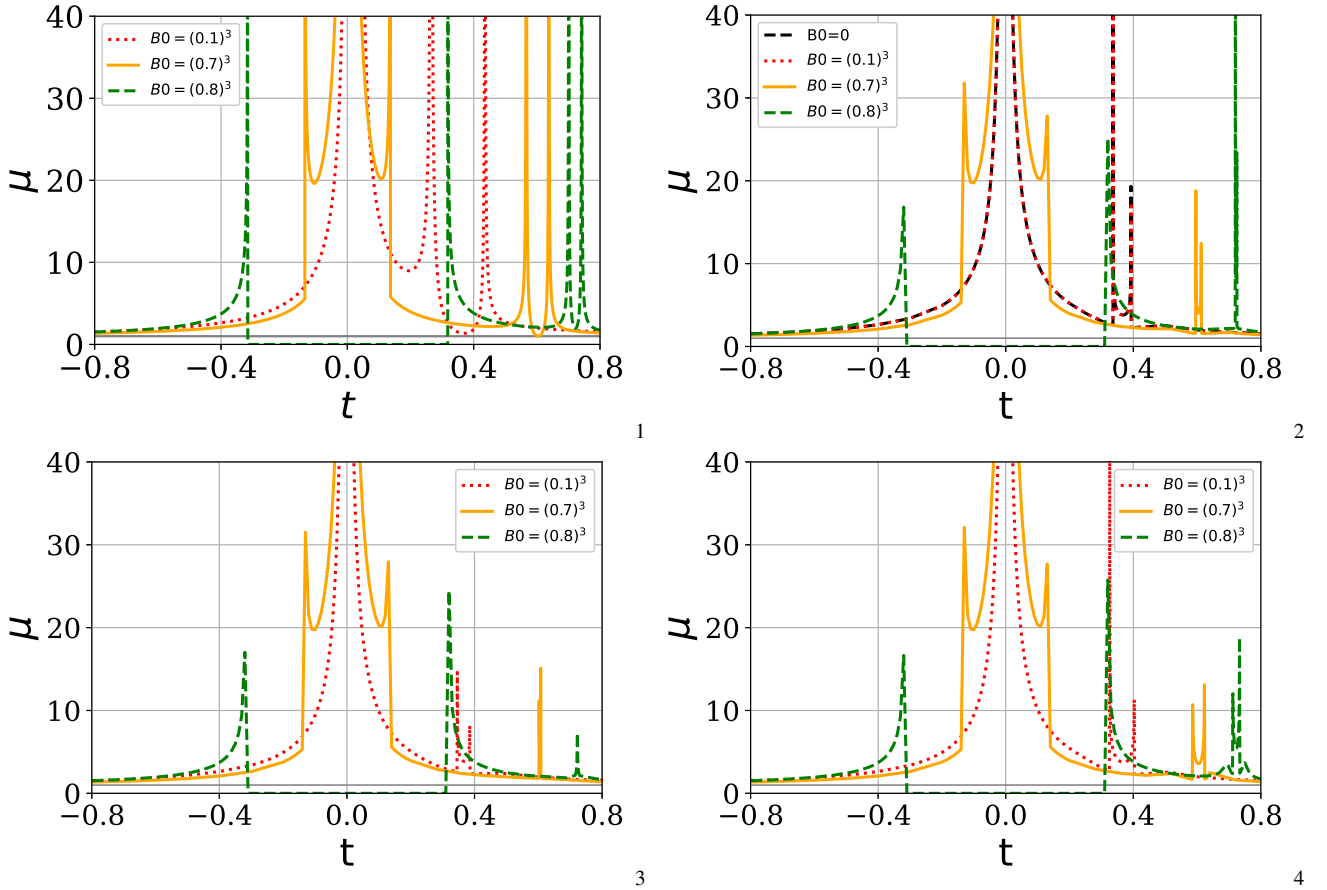 40
30
20
10
0
μ
−0.8
−0.4
0.0
0.4
0.8
t
B0 = (0.1)³
B0 = (0.7)³
B0 = (0.8)³
1
40
30
20
10
0
μ
−0.8
−0.4
0.0
0.4
0.8
t
B0=0
B0 = (0.1)³
B0 = (0.7)³
B0 = (0.8)³
2
40
30
20
10
0
μ
−0.8
−0.4
0.0
0.4
0.8
t
B0 = (0.1)³
B0 = (0.7)³
B0 = (0.8)³
3
40
30
20
10
0
μ
−0.8
−0.4
0.0
0.4
0.8
t
B0 = (0.1)³
B0 = (0.7)³
B0 = (0.8)³
4